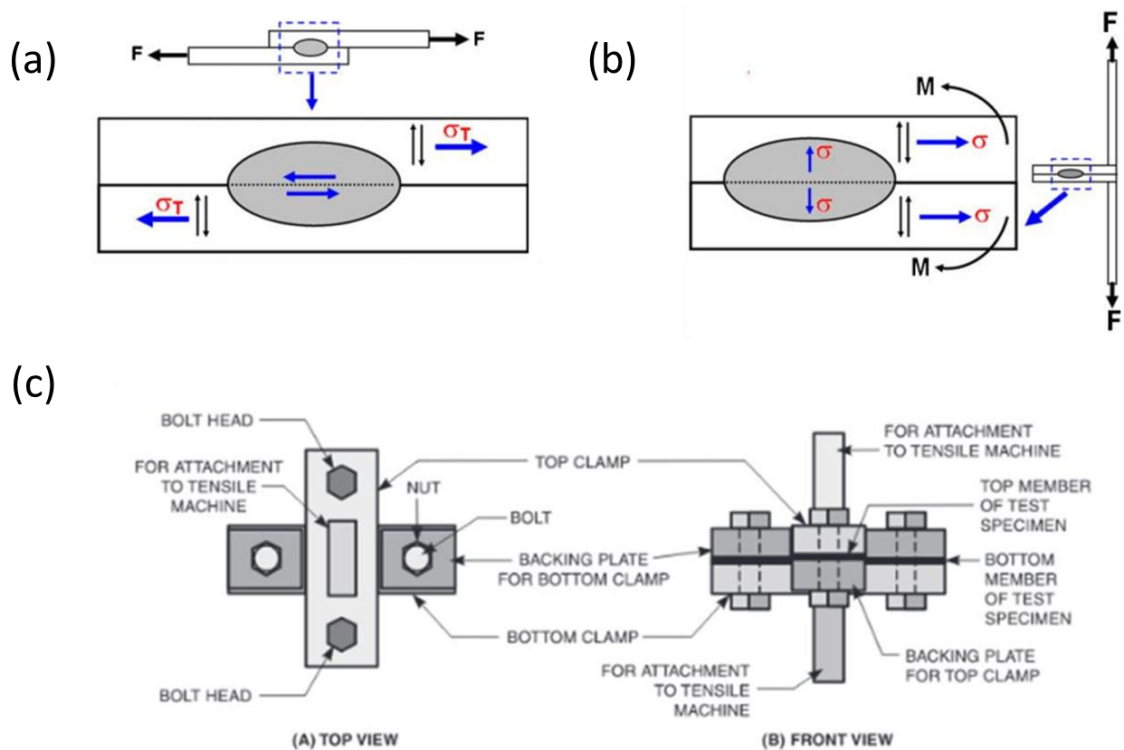 (a)
F
F
σT
σT
(b)
F
M
σ
σ
σ
σ
M
F
(c)
BOLT HEAD
FOR ATTACHMENT
TO TENSILE
MACHINE
NUT
TOP CLAMP
BOLT
BACKING PLATE
FOR BOTTOM CLAMP
BOTTOM CLAMP
BOLT HEAD
(A) TOP VIEW
FOR ATTACHMENT
TO TENSILE MACHINE
TOP MEMBER
OF TEST
SPECIMEN
BOTTOM
MEMBER
OF TEST
SPECIMEN
BACKING PLATE
FOR TOP CLAMP
FOR ATTACHMENT
TO TENSILE
MACHINE
(B) FRONT VIEW